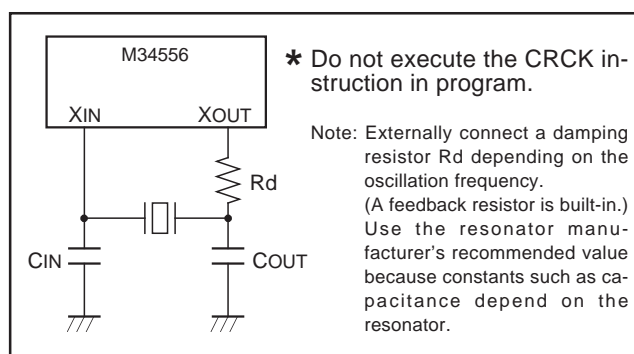 M34556
XIN
XOUT
Rd
CIN
COUT
* Do not execute the CRCK in-
struction in program.
Note: Externally connect a damping
resistor Rd depending on the
oscillation frequency.
(A feedback resistor is built-in.)
Use the resonator manu-
facturer's recommended value
because constants such as ca-
pacitance depend on the
resonator.